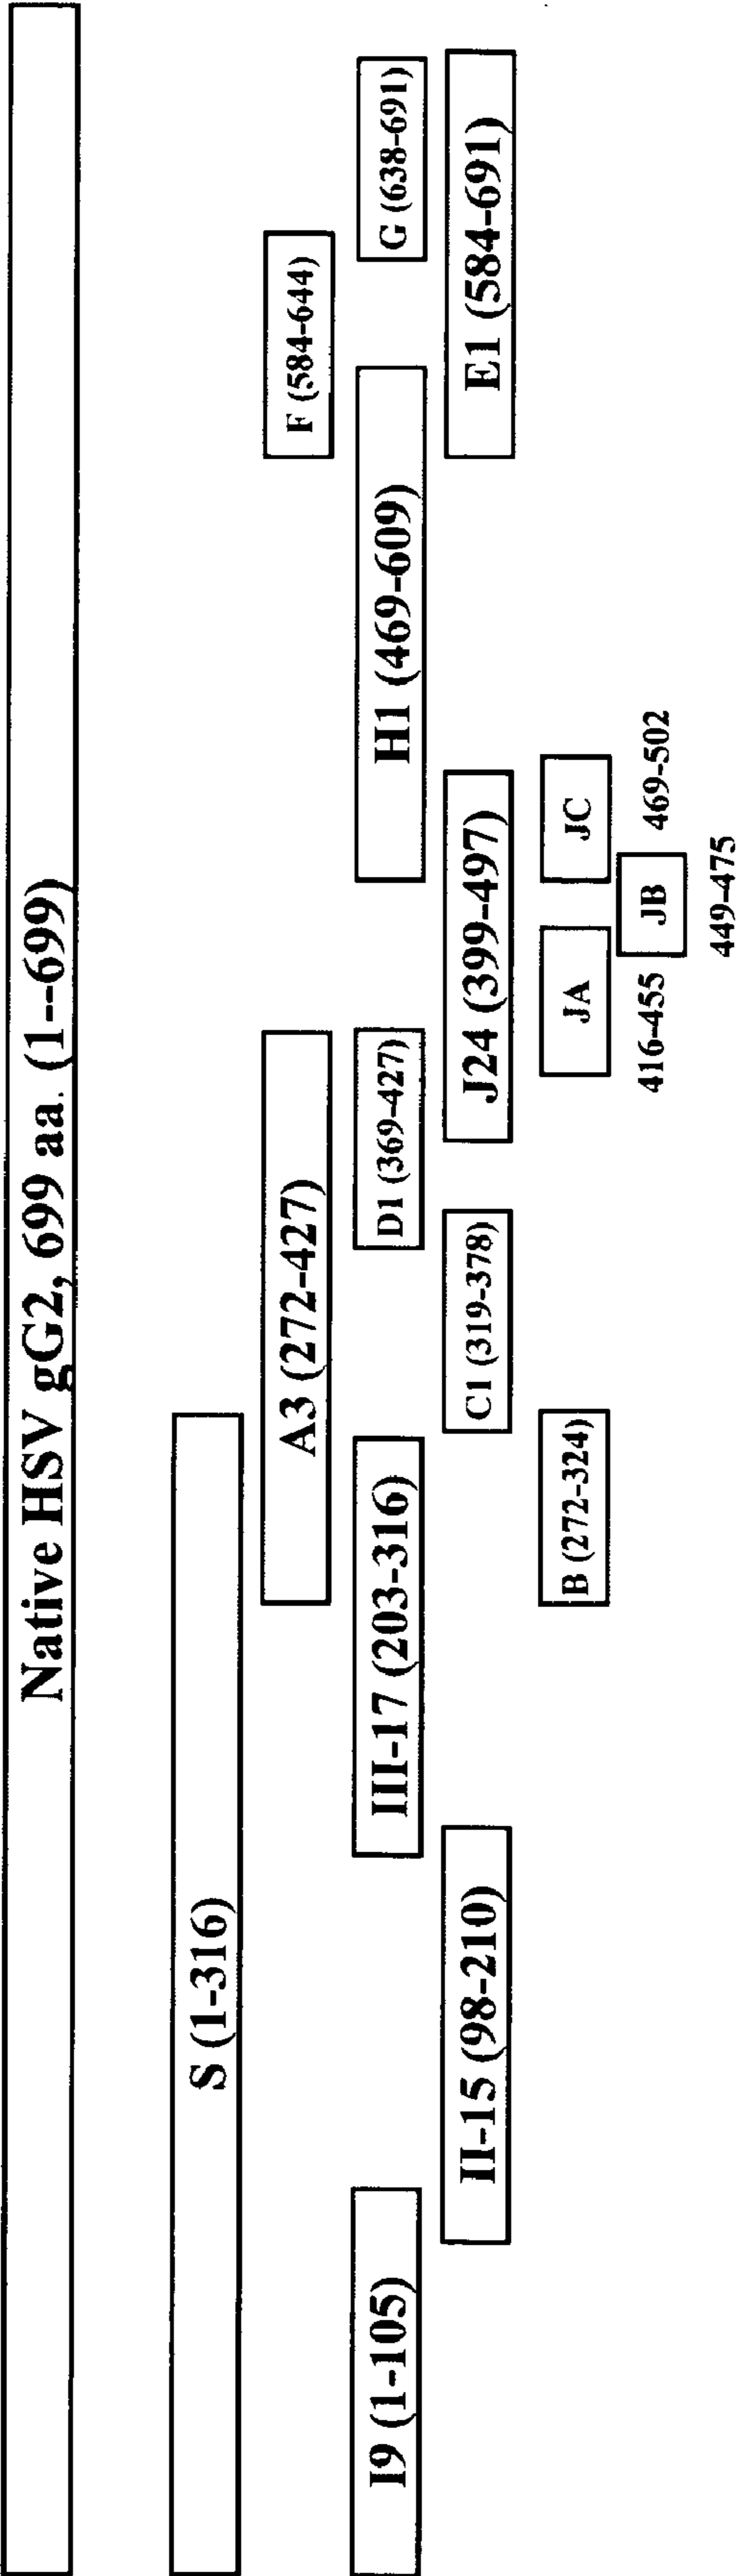 Native HSV gG2, 699 aa. (1--699)
S (1-316)
A3 (272-427)
F (584-644)
I9 (1-105)
III-17 (203-316)
D1 (369-427)
H1 (469-609)
G (638-691)
II-15 (98-210)
C1 (319-378)
J24 (399-497)
E1 (584-691)
B (272-324)
JA
JC
416-455
JB
469-502
449-475